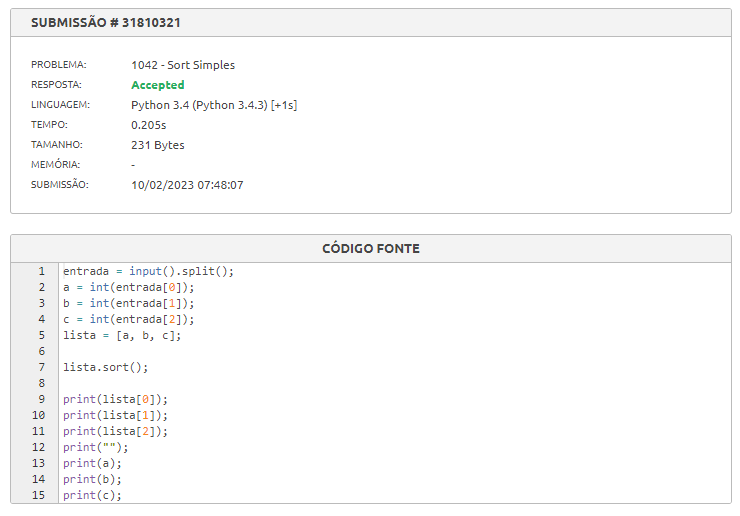 SUBMISSÃO # 31810321
PROBLEMA: 1042 - Sort Simples
RESPOSTA: Accepted
LINGUAGEM: Python 3.4 (Python 3.4.3) [+1s]
TEMPO: 0.205s
TAMANHO: 231 Bytes
MEMÓRIA: -
SUBMISSÃO: 10/02/2023 07:48:07
CÓDIGO FONTE
1 entrada = input().split();
2 a = int(entrada[0]);
3 b = int(entrada[1]);
4 c = int(entrada[2]);
5 lista = [a, b, c];
6
7 lista.sort();
8
9 print(lista[0]);
10 print(lista[1]);
11 print(lista[2]);
12 print("");
13 print(a);
14 print(b);
15 print(c);